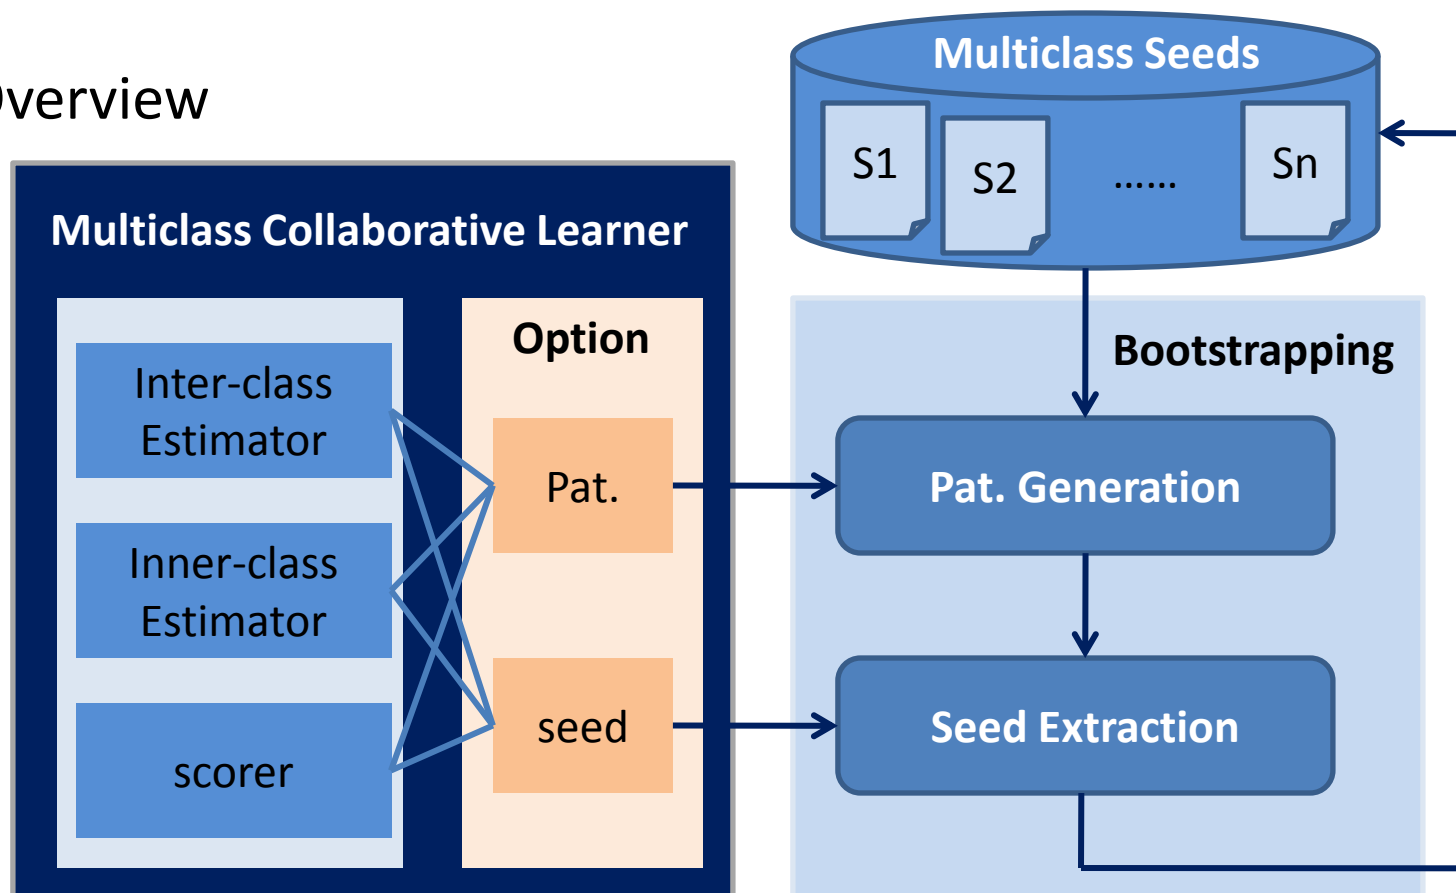 Overview
Multiclass Seeds
S1
S2
......
Sn
Multiclass Collaborative Learner
Inter-class
Estimator
Inner-class
Estimator
scorer
Option
Pat.
seed
Bootstrapping
Pat. Generation
Seed Extraction